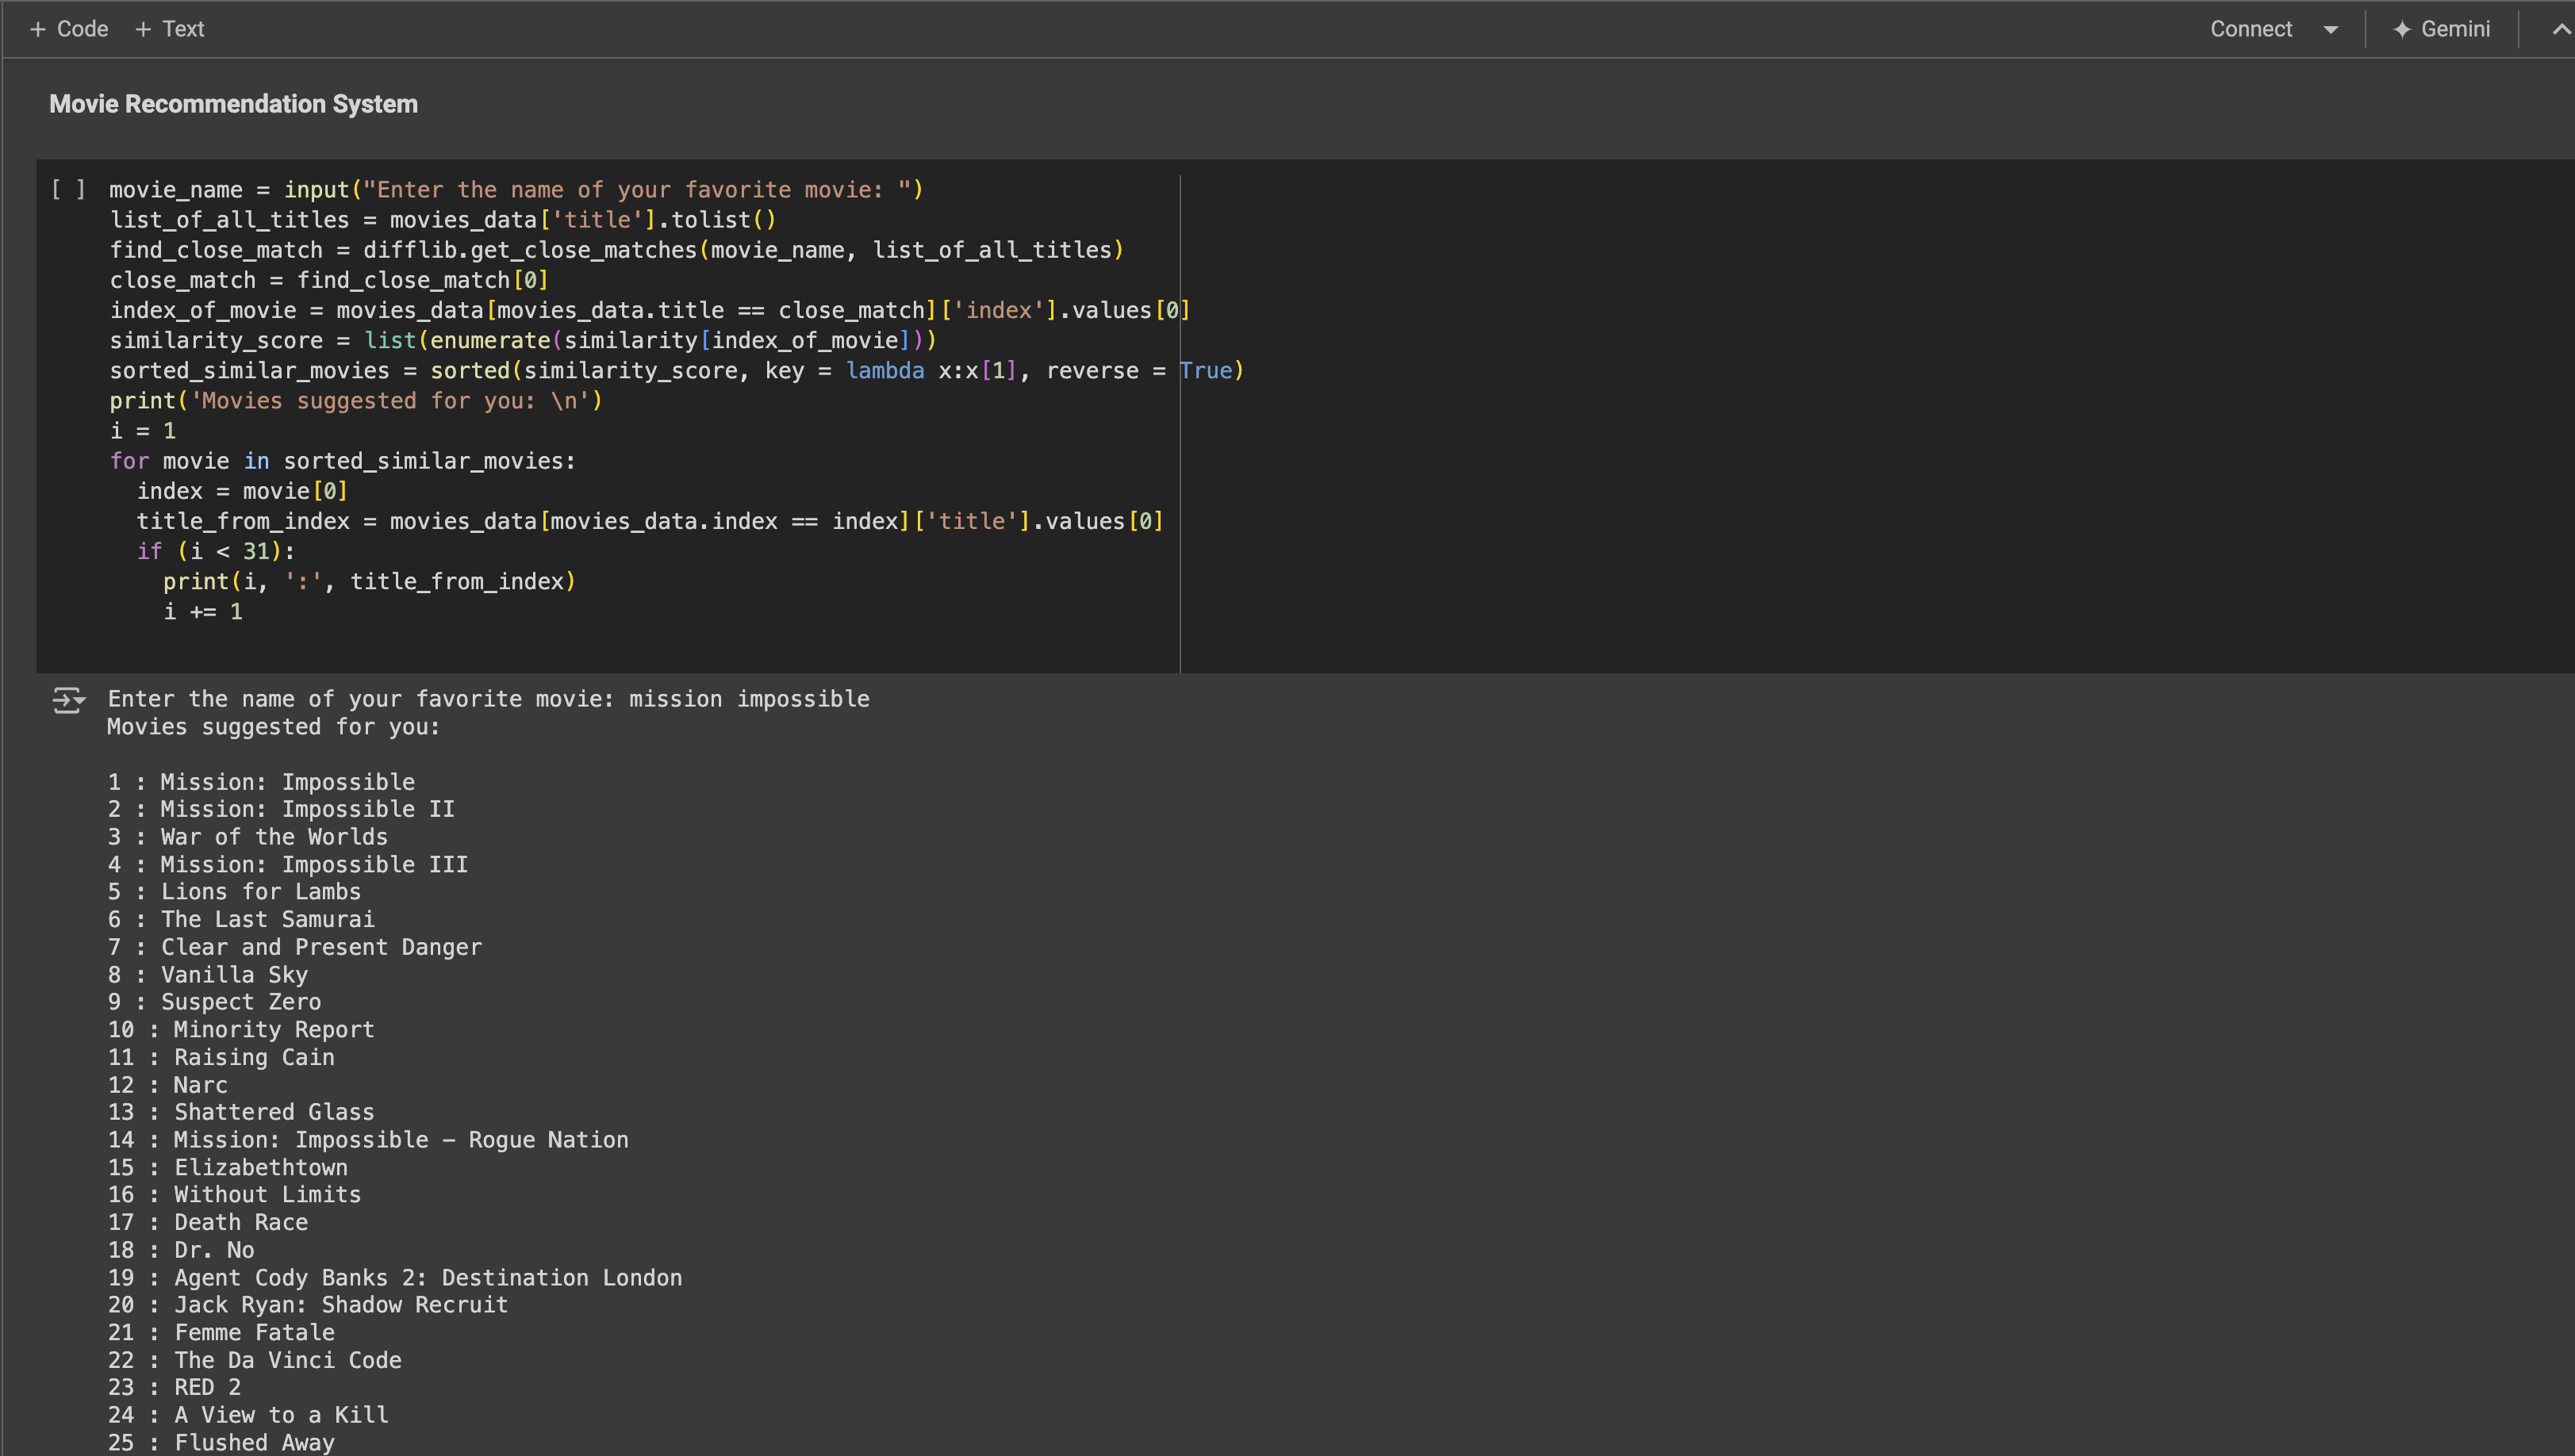 + Code + Text Connect Gemini
Movie Recommendation System
[ ] movie_name = input("Enter the name of your favorite movie: ")
list_of_all_titles = movies_data['title'].tolist()
find_close_match = difflib.get_close_matches(movie_name, list_of_all_titles)
close_match = find_close_match[0]
index_of_movie = movies_data[movies_data.title == close_match]['index'].values[0]
similarity_score = list(enumerate(similarity[index_of_movie]))
sorted_similar_movies = sorted(similarity_score, key = lambda x:x[1], reverse = True)
print('Movies suggested for you: \n')
i = 1
for movie in sorted_similar_movies:
  index = movie[0]
  title_from_index = movies_data[movies_data.index == index]['title'].values[0]
  if (i < 31):
    print(i, ':', title_from_index)
    i += 1
Enter the name of your favorite movie: mission impossible
Movies suggested for you:
1 : Mission: Impossible
2 : Mission: Impossible II
3 : War of the Worlds
4 : Mission: Impossible III
5 : Lions for Lambs
6 : The Last Samurai
7 : Clear and Present Danger
8 : Vanilla Sky
9 : Suspect Zero
10 : Minority Report
11 : Raising Cain
12 : Narc
13 : Shattered Glass
14 : Mission: Impossible - Rogue Nation
15 : Elizabethtown
16 : Without Limits
17 : Death Race
18 : Dr. No
19 : Agent Cody Banks 2: Destination London
20 : Jack Ryan: Shadow Recruit
21 : Femme Fatale
22 : The Da Vinci Code
23 : RED 2
24 : A View to a Kill
25 : Flushed Away